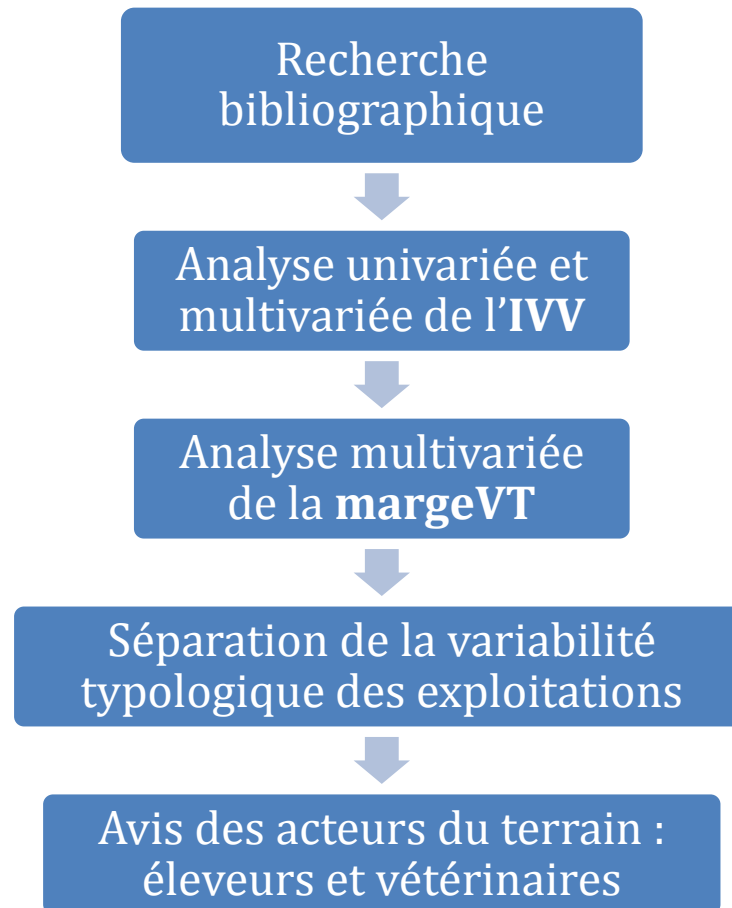 Recherche
bibliographique
Analyse univariée et
multivariée de l’IVV
Analyse multivariée
de la margeVT
Séparation de la variabilité
typologique des exploitations
Avis des acteurs du terrain :
éleveurs et vétérinaires